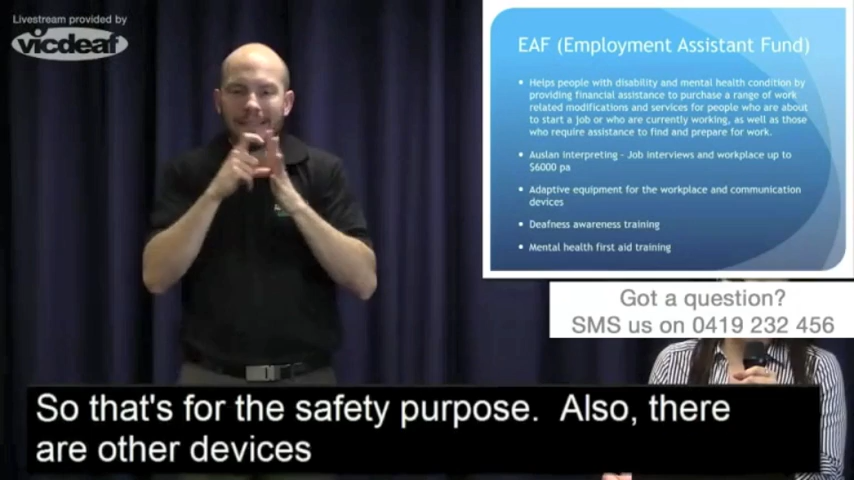 Livestream provided by
vicdeaf
EAF (Employment Assistant Fund)
• Helps people with disability and mental health condition by
providing financial assistance to purchase a range of work
related modifications and services for people who are about
to start a job or who are currently working, as well as those
who require assistance to find and prepare for work.
• Auslan interpreting – Job interviews and workplace up to
$6000 pa
• Adaptive equipment for the workplace and communication
devices
• Deafness awareness training
• Mental health first aid training
Got a question?
SMS us on 0419 232 456
So that's for the safety purpose. Also, there
are other devices